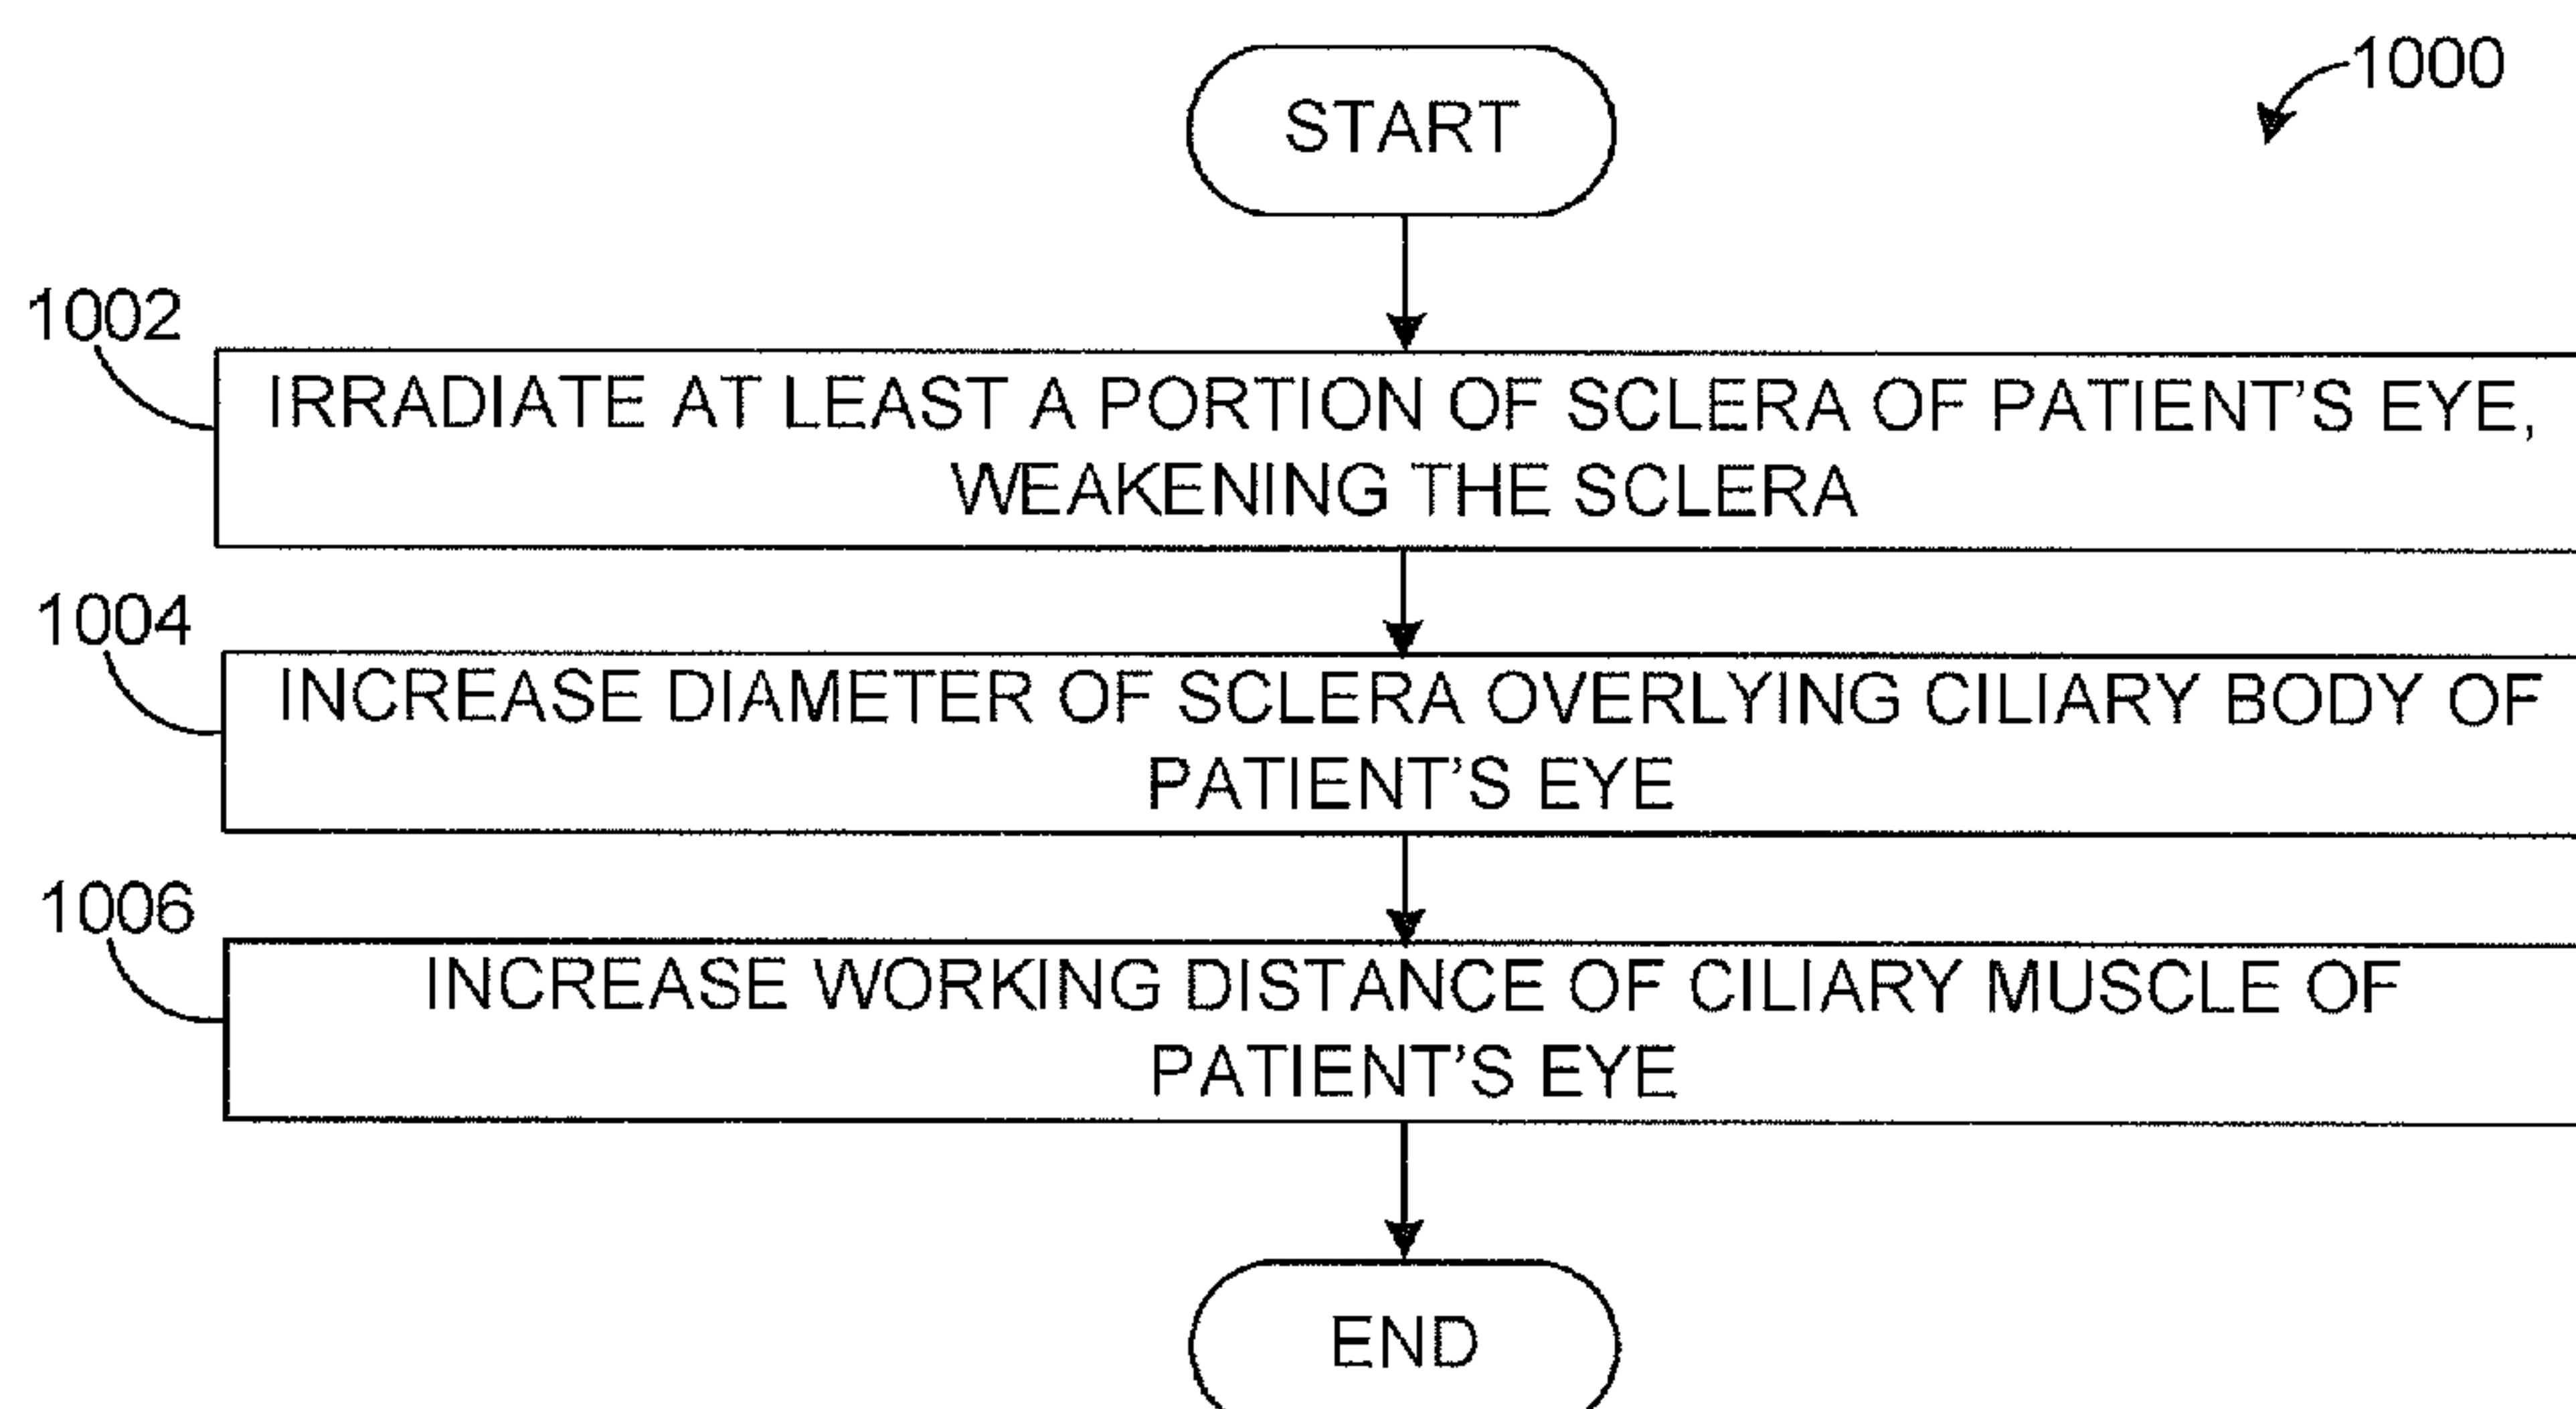 START
1000
1002
IRRADIATE AT LEAST A PORTION OF SCLERA OF PATIENT'S EYE,
WEAKENING THE SCLERA
1004
INCREASE DIAMETER OF SCLERA OVERLYING CILIARY BODY OF
PATIENT'S EYE
1006
INCREASE WORKING DISTANCE OF CILIARY MUSCLE OF
PATIENT'S EYE
END